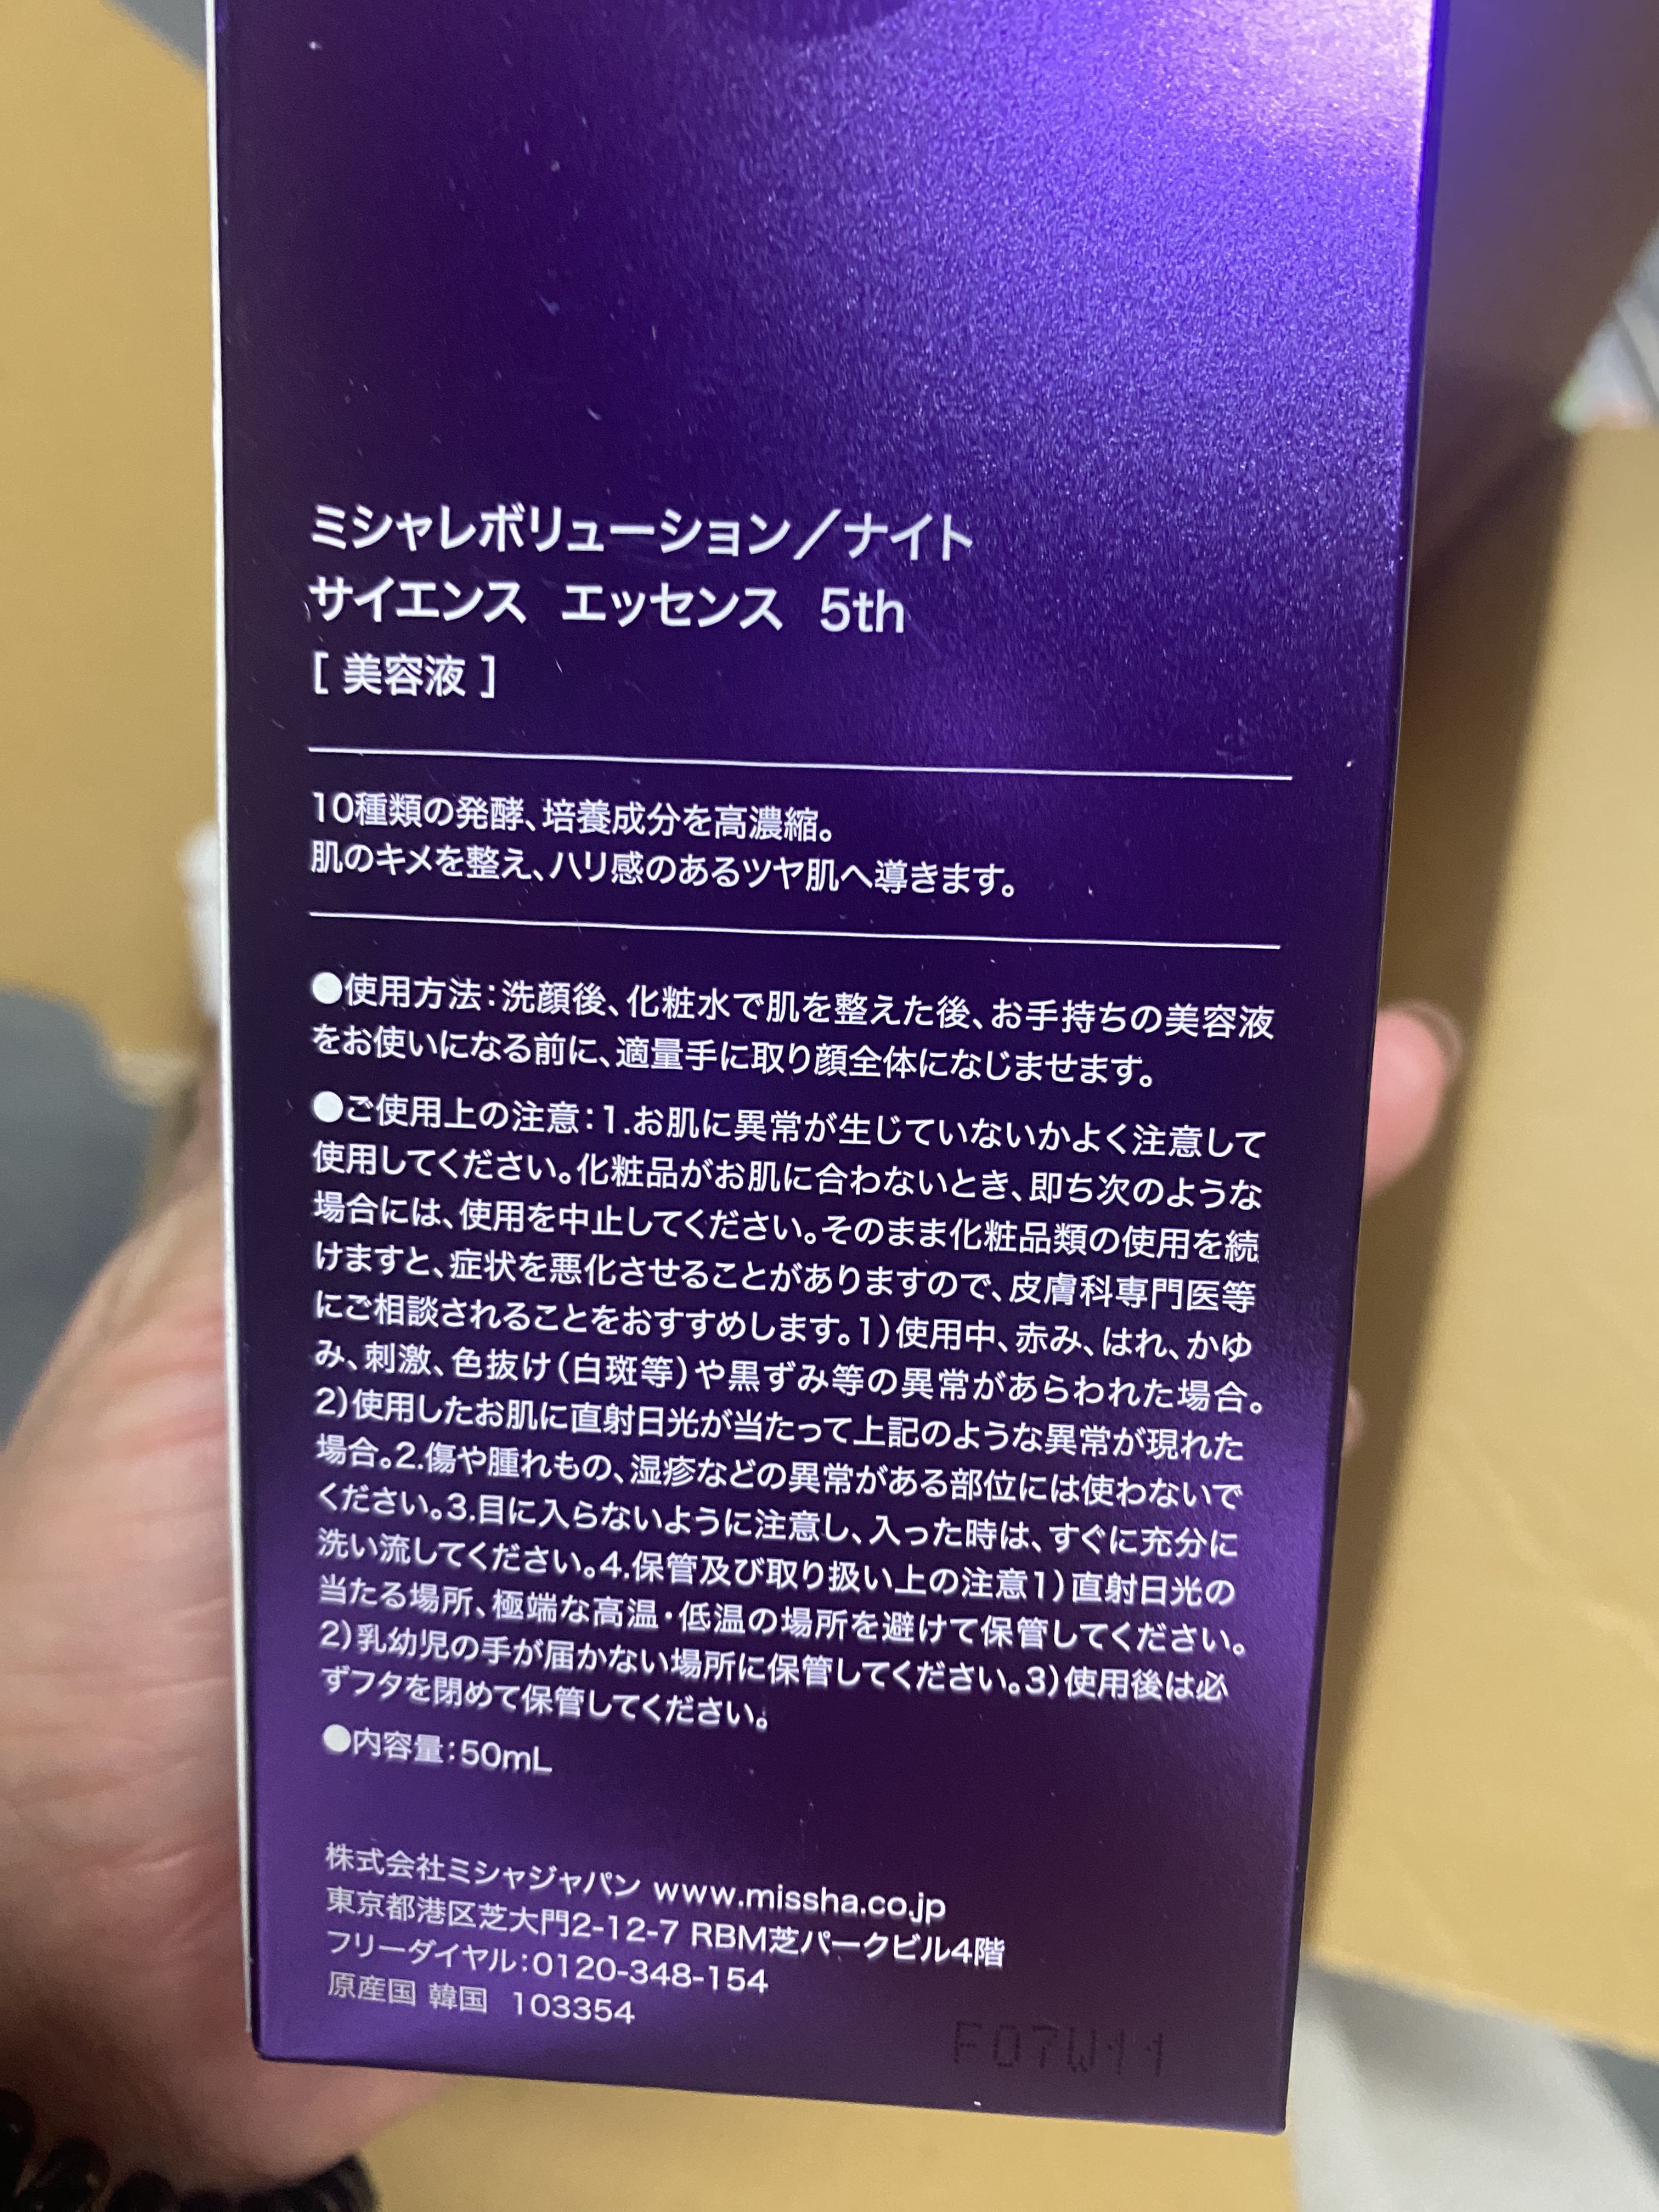 ミシャレボリューション／ナイト
サイエンス エッセンス 5th
[ 美容液 ]
10種類の発酵、培養成分を高濃縮。
肌のキメを整え、ハリ感のあるツヤ肌へ導きます。
●使用方法：洗顔後、化粧水で肌を整えた後、お手持ちの美容液
をお使いになる前に、適量手に取り顔全体になじませます。
●ご使用上の注意：1.お肌に異常が生じていないかよく注意して
使用してください。化粧品がお肌に合わないとき、即ち次のような
場合には、使用を中止してください。そのまま化粧品類の使用を続
けますと、症状を悪化させることがありますので、皮膚科専門医等
にご相談されることをおすすめします。1）使用中、赤み、はれ、かゆ
み、刺激、色抜け（白斑等）や黒ずみ等の異常があらわれた場合。
2）使用したお肌に直射日光が当たって上記のような異常が現れた
場合。2.傷や腫れもの、湿疹などの異常がある部位には使わないで
ください。3.目に入らないように注意し、入った時は、すぐに充分に
洗い流してください。4.保管及び取り扱い上の注意1）直射日光の
当たる場所、極端な高温・低温の場所を避けて保管してください。
2）乳幼児の手が届かない場所に保管してください。3）使用後は必
ずフタを閉めて保管してください。
●内容量：50mL
株式会社ミシャジャパン www.missha.co.jp
東京都港区芝大門2-12-7 RBM芝パークビル4階
フリーダイヤル：0120-348-154
原産国 韓国 103354
F07W11